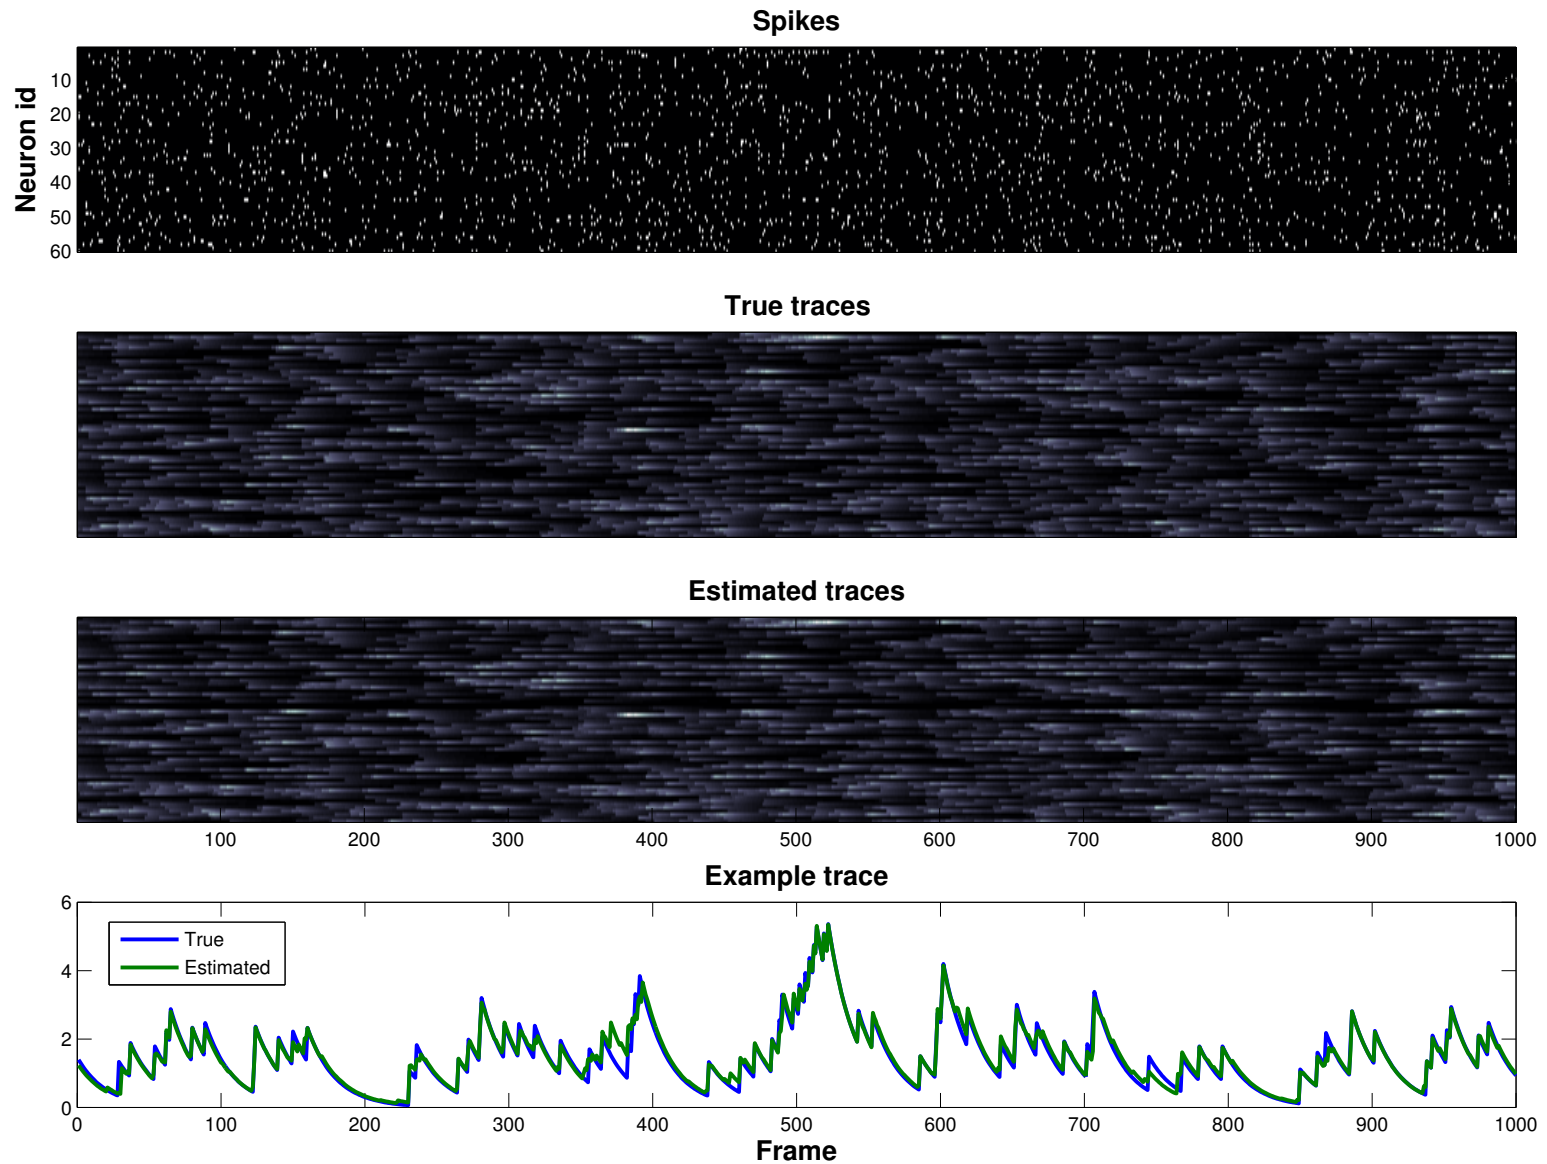 Spikes
Neuron id
10
20
30
40
50
60
True traces
Estimated traces
100 200 300 400 500 600 700 800 900 1000
Example trace
6
4
2
0
True
Estimated
0 100 200 300 400 500 600 700 800 900 1000
Frame